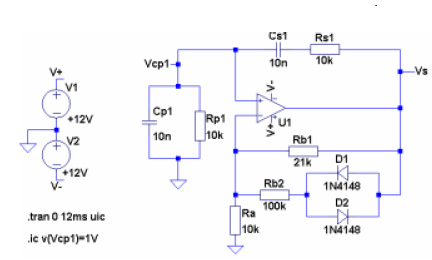 Cs1
Rs1
10n
10k
Vcp1
Vs
V+
V1
+12V
V2
+12V
V-
Cp1
10n
Rp1
10k
V-
V+
U1
Rb1
21k
D1
1N4148
Rb2
100k
D2
1N4148
Ra
10k
.tran 0 12ms uic
.ic v(Vcp1)=1V